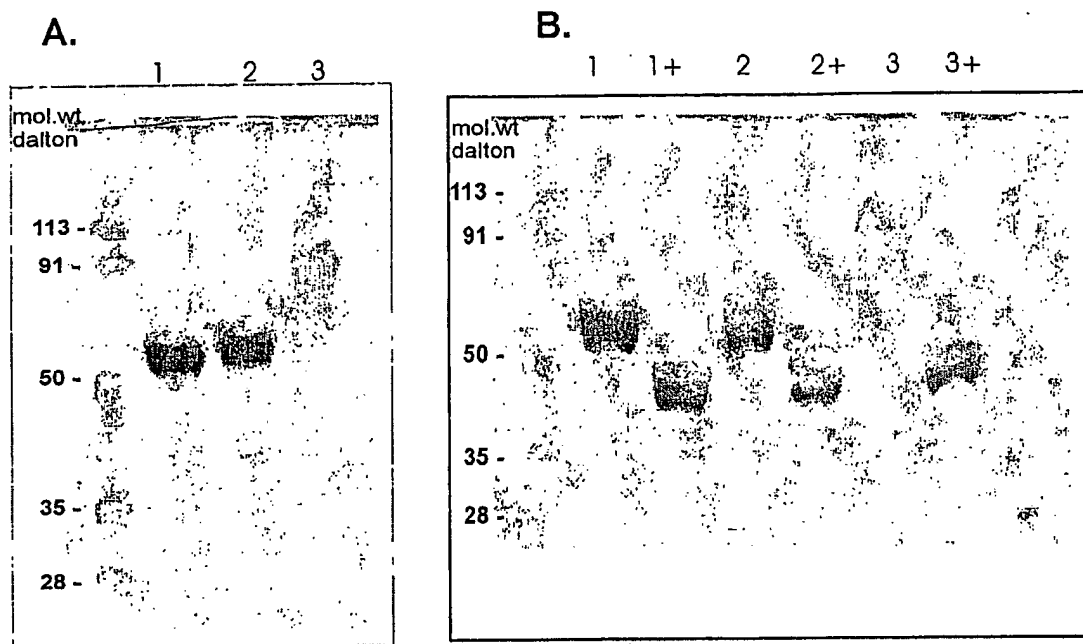 A.
1 2 3
mol.wt.
dalton
113 -
91 -
50 -
35 -
28 -
B.
1 1+ 2 2+ 3 3+
mol.wt
dalton
113 -
91 -
50 -
35 -
28 -